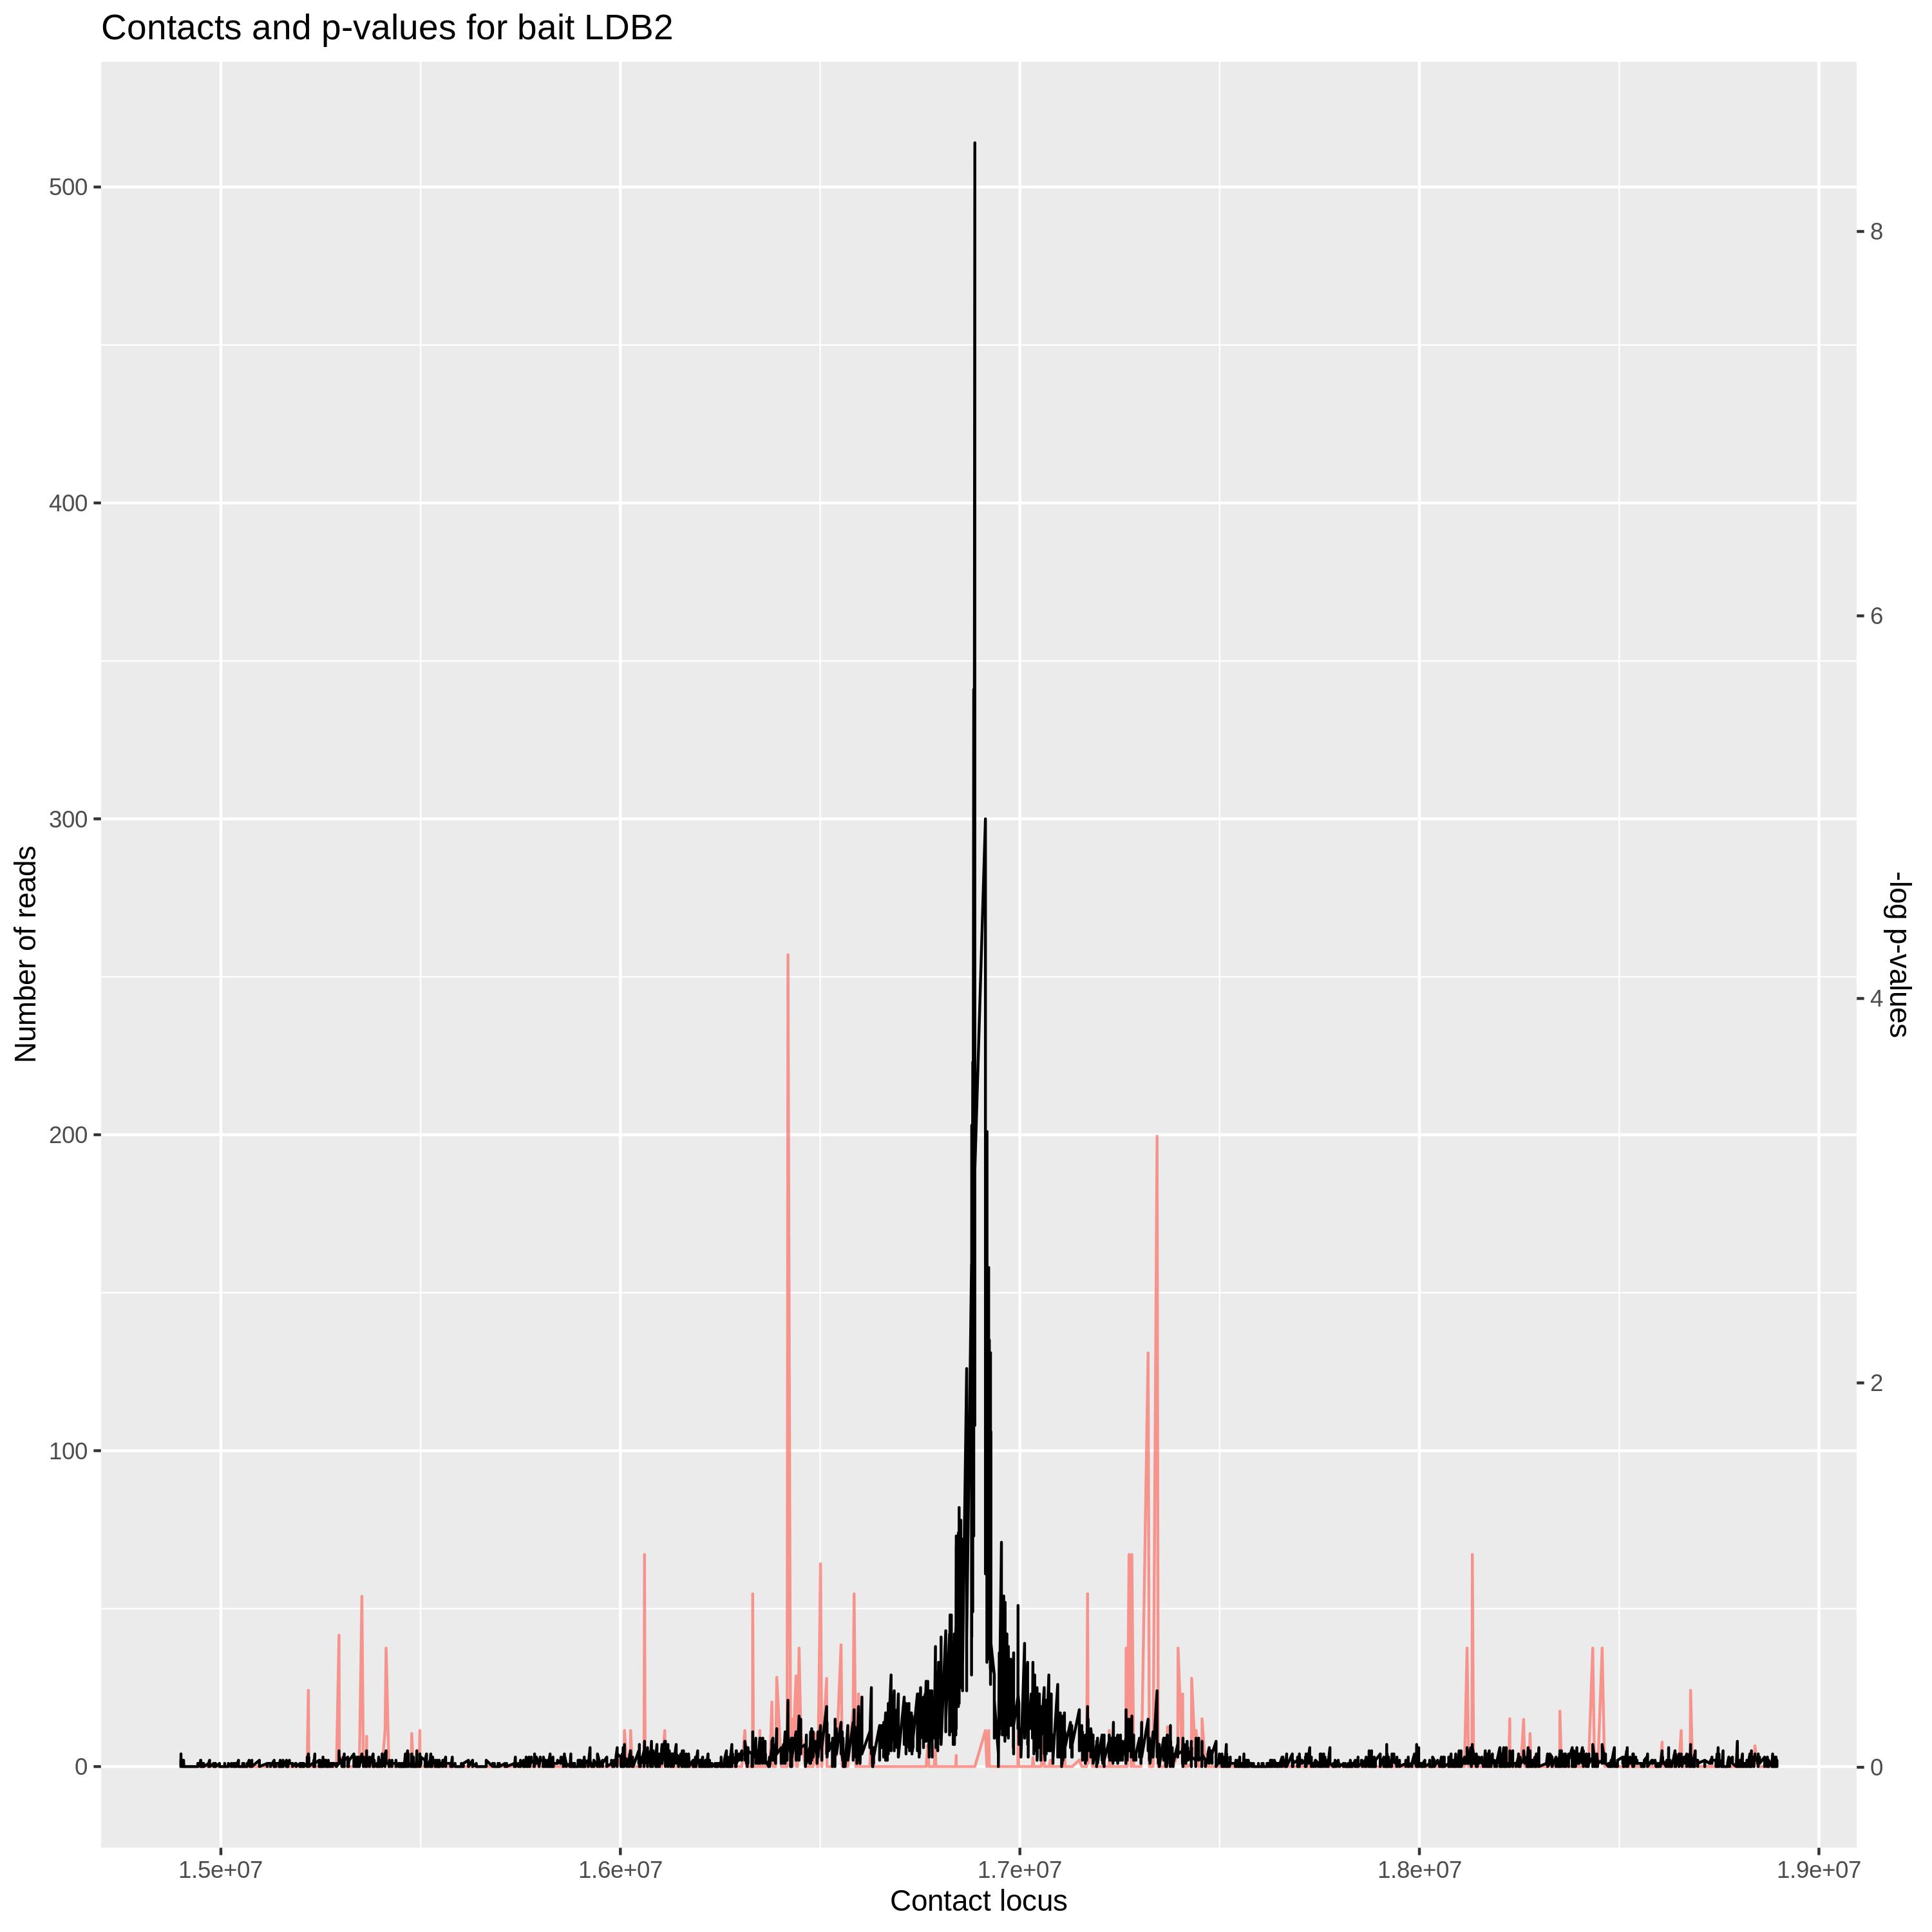 Contacts and p-values for bait LDB2
500
400
300
200
100
0
Number of reads
8
6
4
2
0
-log p-values
1.5e+07
1.6e+07
1.7e+07
1.8e+07
1.9e+07
Contact locus